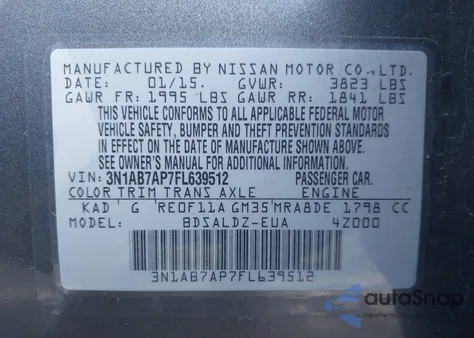 MANUFACTURED BY NISSAN MOTOR CO., LTD.
DATE: 01/15. GVWR: 3823 LBS
GAWR FR: 1995 LBS GAWR RR: 1841 LBS
THIS VEHICLE CONFORMS TO ALL APPLICABLE FEDERAL MOTOR
VEHICLE SAFETY, BUMPER AND THEFT PREVENTION STANDARDS
IN EFFECT ON THE DATE OF MANUFACTURE SHOWN ABOVE.
SEE OWNER'S MANUAL FOR ADDITIONAL INFORMATION.
VIN: 3N1AB7AP7FL639512 PASSENGER CAR.
COLOR TRIM TRANS AXLE ENGINE
KAD G RE0F11A GM35 MRA8DE 1798 CC
MODEL: BDSALDZ-EUA 4Z000
3N1AB7AP7FL639512
autoSnap